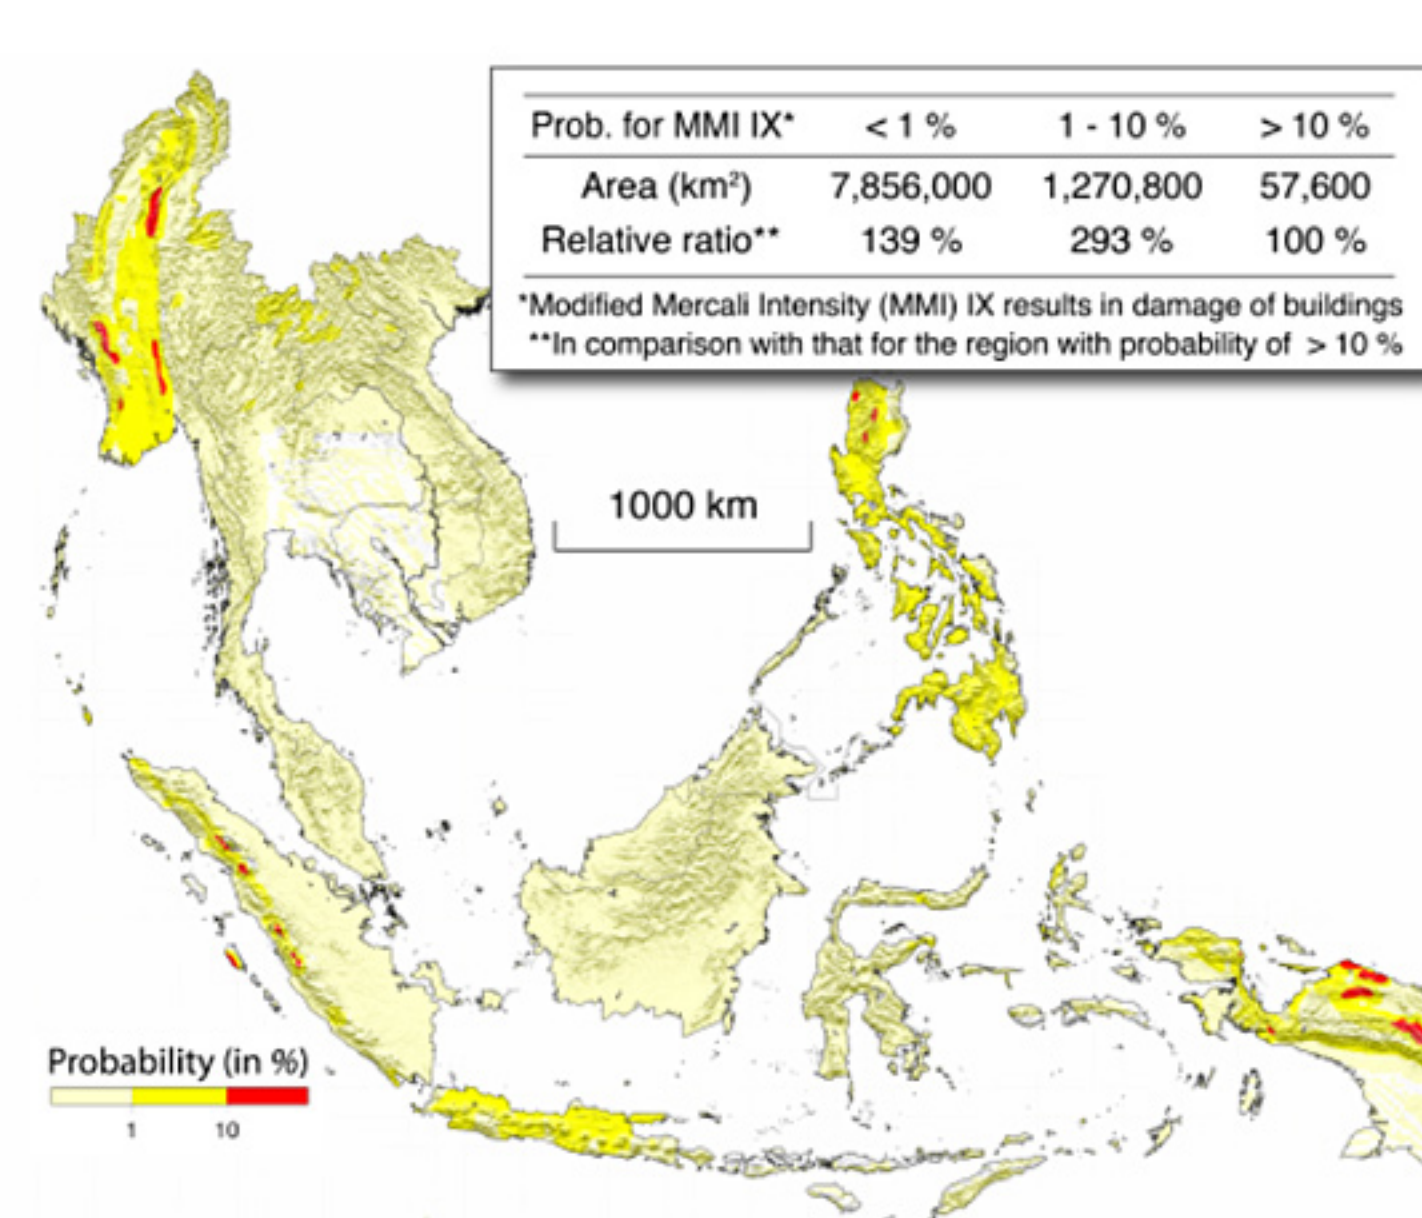 Prob. for MMI IX* < 1 % 1 - 10 % > 10 %
Area (km²) 7,856,000 1,270,800 57,600
Relative ratio** 139 % 293 % 100 %
*Modified Mercali Intensity (MMI) IX results in damage of buildings
**In comparison with that for the region with probability of > 10 %
1000 km
Probability (in %)
1 10